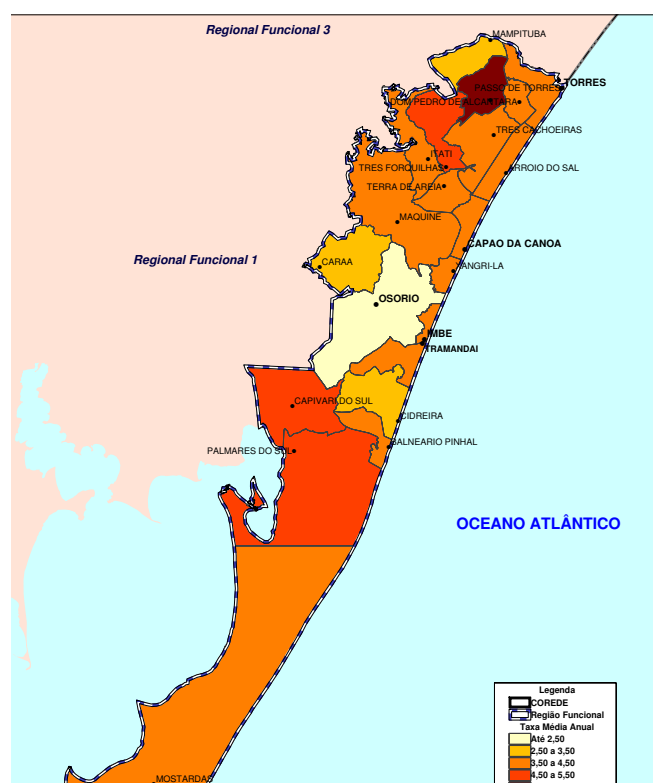 Regional Funcional 3
MAMPITUBA
TORRES
PASSO DE TORRES
DOM PEDRO DE ALCANTARA
TRES CACHOEIRAS
ITATI
TRES FORQUILHAS
ARROIO DO SAL
TERRA DE AREIA
MAQUINE
CAPAO DA CANOA
Regional Funcional 1
CARAA
XANGRI-LA
OSORIO
IMBE
TRAMANDAI
CAPIVARI DO SUL
CIDREIRA
BALNEARIO PINHAL
PALMARES DO SUL
OCEANO ATLÂNTICO
Legenda
COREDE
Região Funcional
Taxa Média Anual
Até 2,50
2,50 a 3,50
3,50 a 4,50
4,50 a 5,50
MOSTARDAS